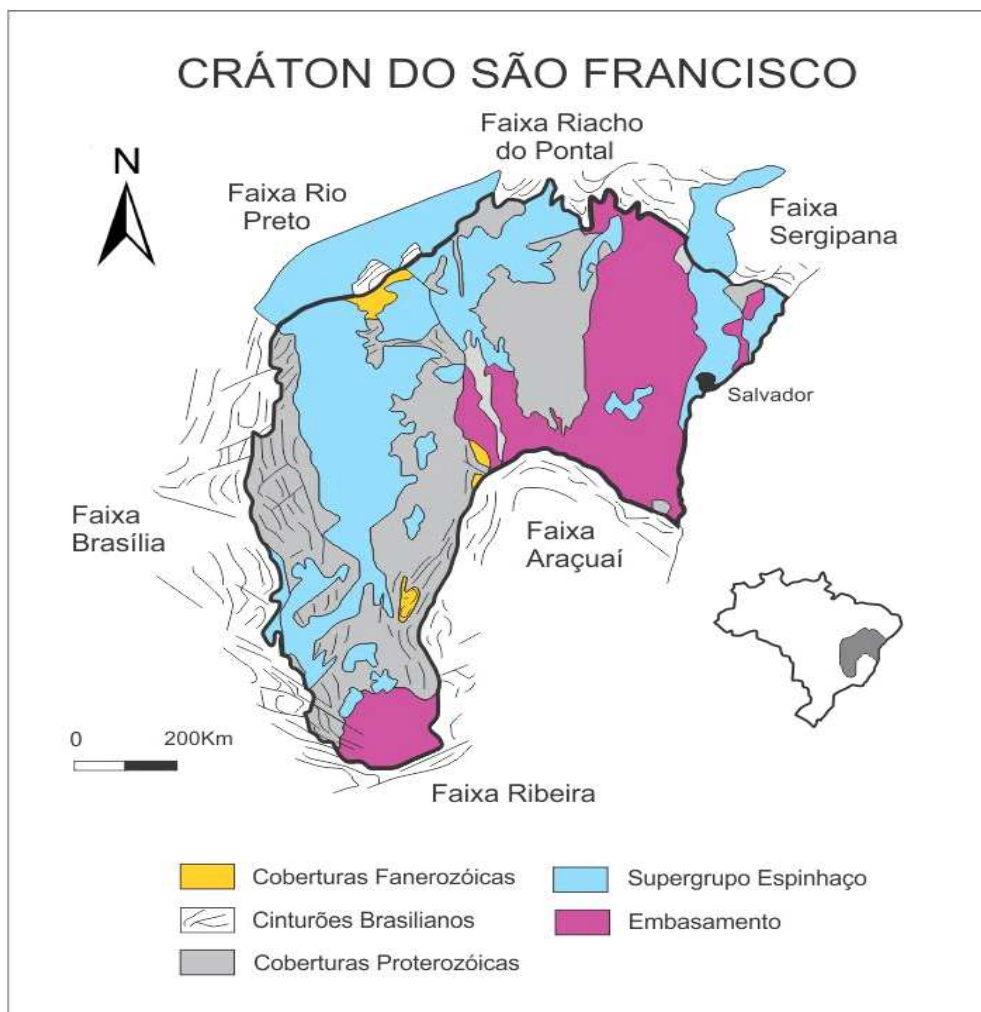 CRÁTON DO SÃO FRANCISCO
Faixa Riacho
do Pontal
N
Faixa Rio
Preto
Faixa
Sergipana
Salvador
Faixa
Brasília
Faixa
Araçuaí
0 200Km
Faixa Ribeira
Coberturas Fanerozóicas
Supergrupo Espinhaço
Cinturões Brasilianos
Embasamento
Coberturas Proterozóicas